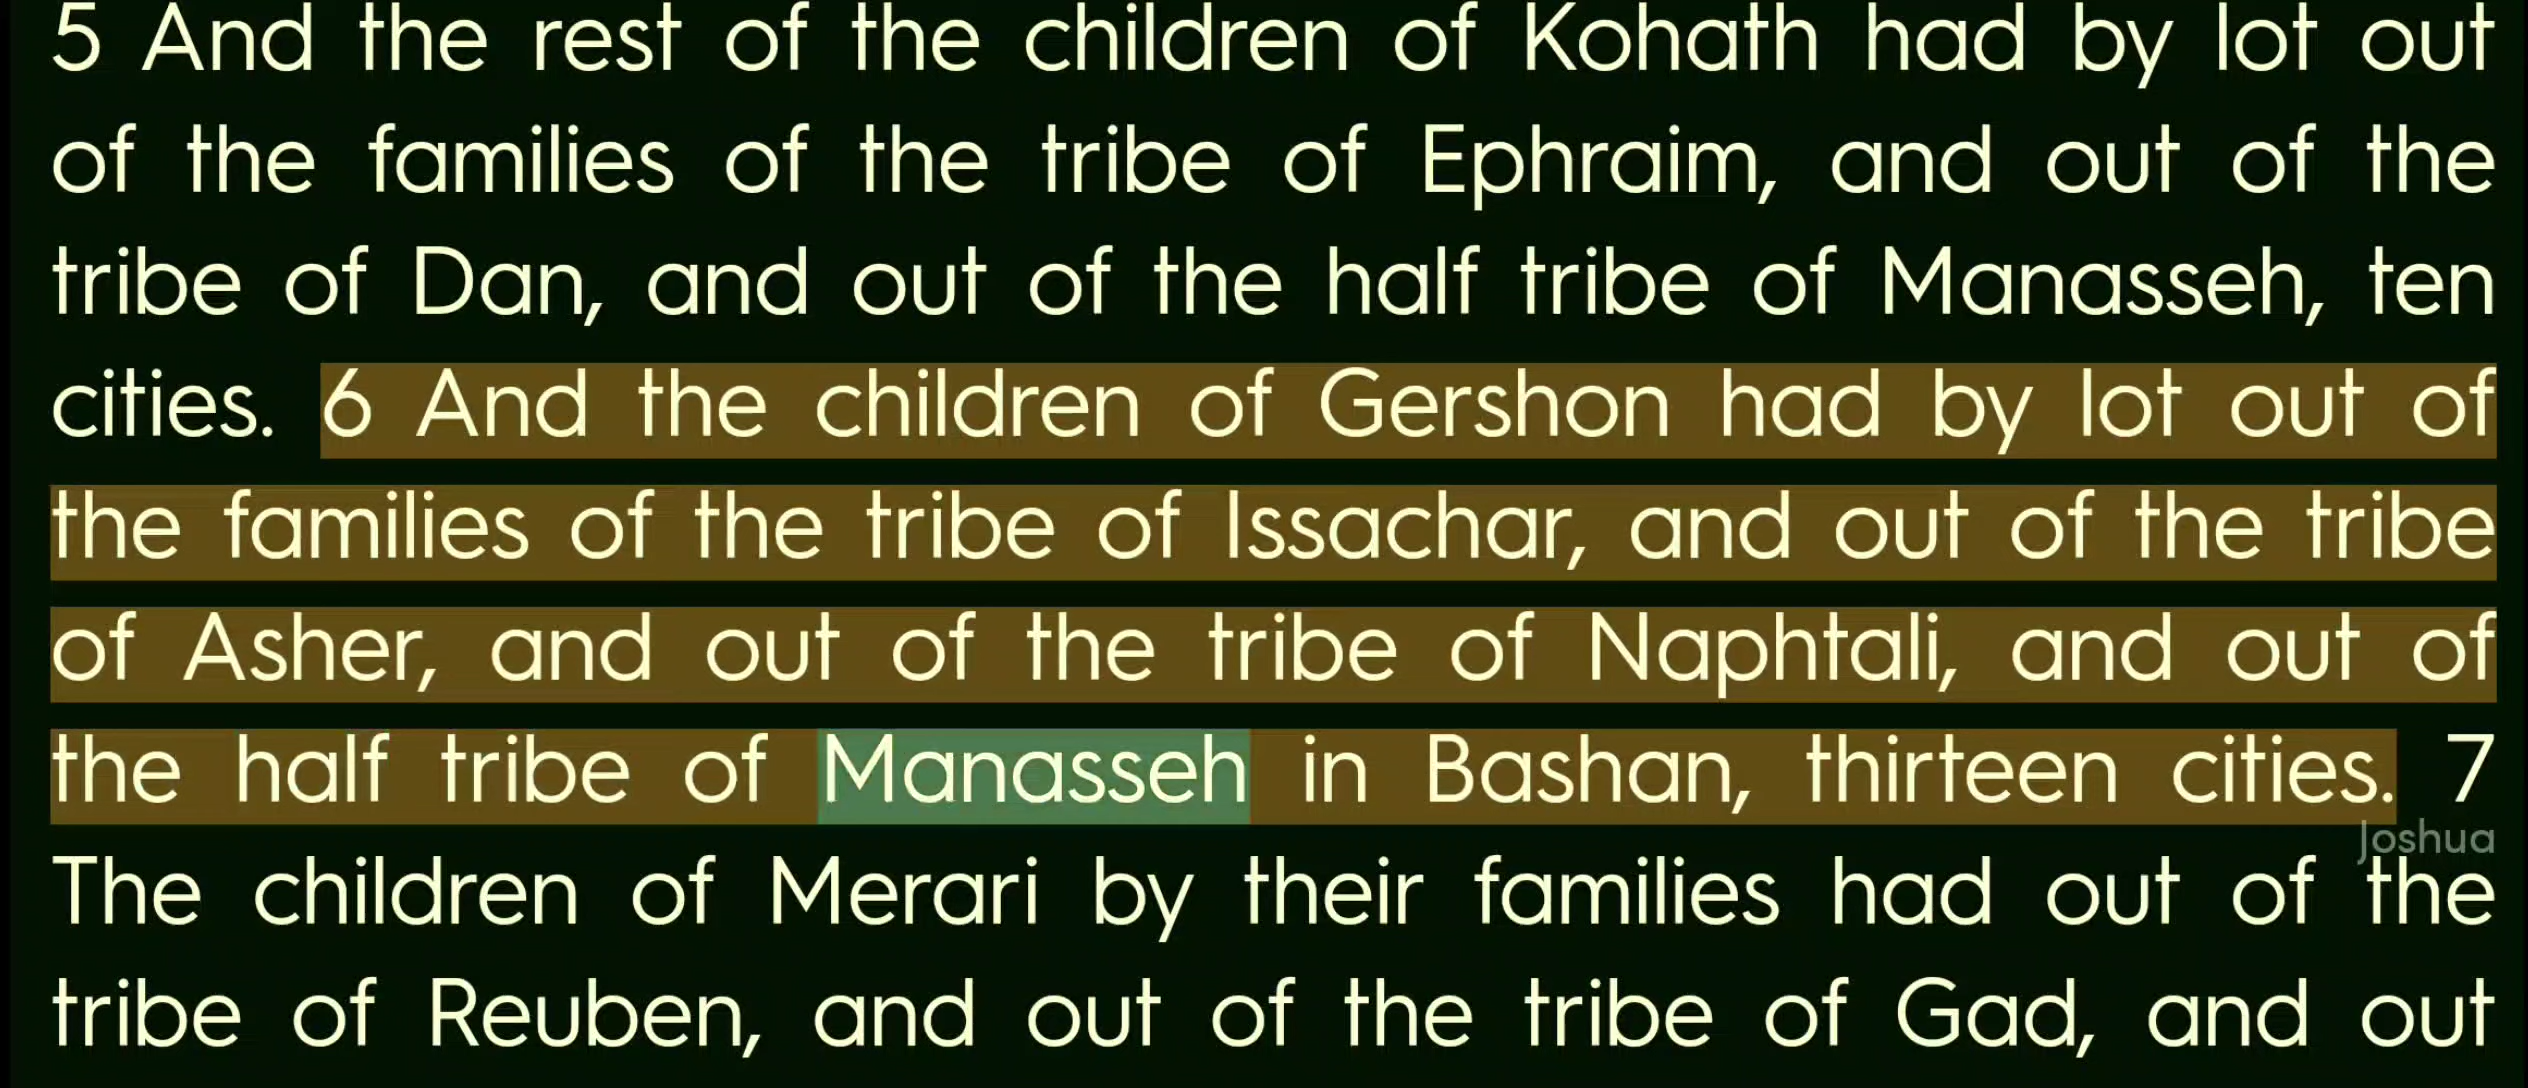 5 And the rest of the children of Kohath had by lot out
of the families of the tribe of Ephraim, and out of the
tribe of Dan, and out of the half tribe of Manasseh, ten
cities. 6 And the children of Gershon had by lot out of
the families of the tribe of Issachar, and out of the tribe
of Asher, and out of the tribe of Naphtali, and out of
the half tribe of Manasseh in Bashan, thirteen cities. 7
Joshua
The children of Merari by their families had out of the
tribe of Reuben, and out of the tribe of Gad, and out